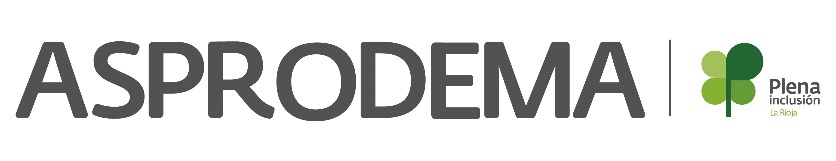 ASPRODEMA
Plena
inclusión
La Rioja